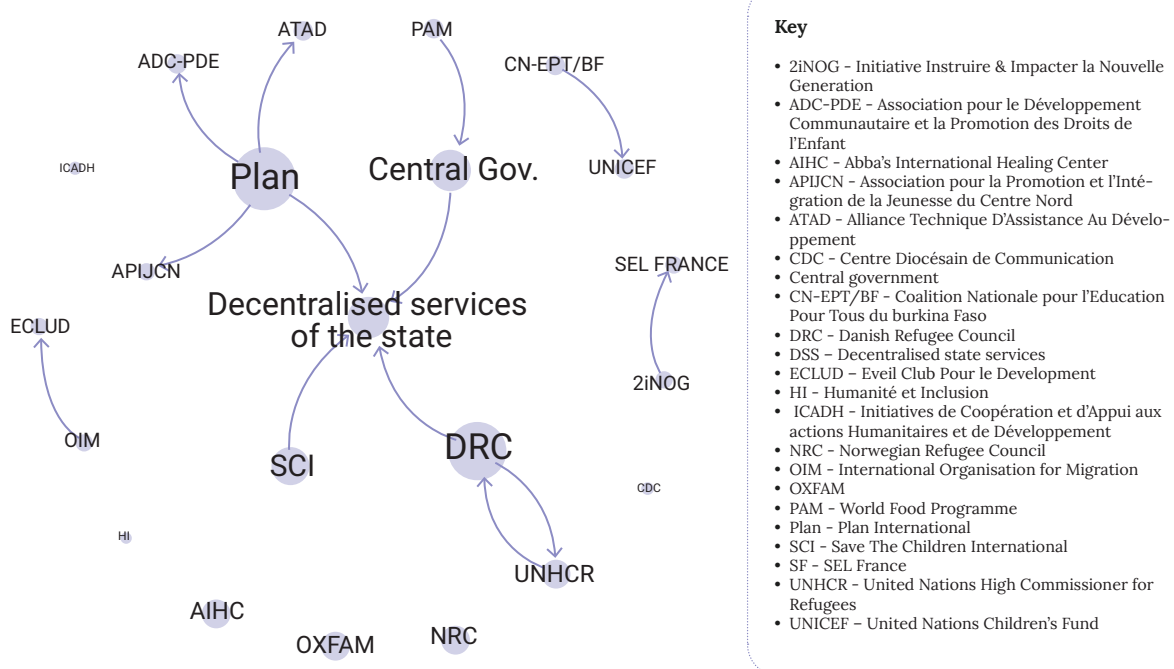 ATAD
PAM
ADC-PDE
CN-EPT/BF
ICADH
Plan
Central Gov.
UNICEF
APIJCN
SEL FRANCE
Decentralised services
of the state
ECLUD
2iNOG
OIM
SCI
DRC
CDC
HI
UNHCR
AIHC
OXFAM
NRC
Key
• 2iNOG - Initiative Instruire & Impacter la Nouvelle
Generation
• ADC-PDE - Association pour le Développement
Communautaire et la Promotion des Droits de
l'Enfant
• AIHC - Abba's International Healing Center
• APIJCN - Association pour la Promotion et l'Inté-
gration de la Jeunesse du Centre Nord
• ATAD - Alliance Technique D'Assistance Au Dévelo-
ppement
• CDC - Centre Diocésain de Communication
• Central government
• CN-EPT/BF - Coalition Nationale pour l'Education
Pour Tous du burkina Faso
• DRC - Danish Refugee Council
• DSS – Decentralised state services
• ECLUD – Eveil Club Pour le Development
• HI - Humanité et Inclusion
• ICADH - Initiatives de Coopération et d'Appui aux
actions Humanitaires et de Développement
• NRC - Norwegian Refugee Council
• OIM - International Organisation for Migration
• OXFAM
• PAM - World Food Programme
• Plan - Plan International
• SCI - Save The Children International
• SF - SEL France
• UNHCR - United Nations High Commissioner for
Refugees
• UNICEF – United Nations Children's Fund